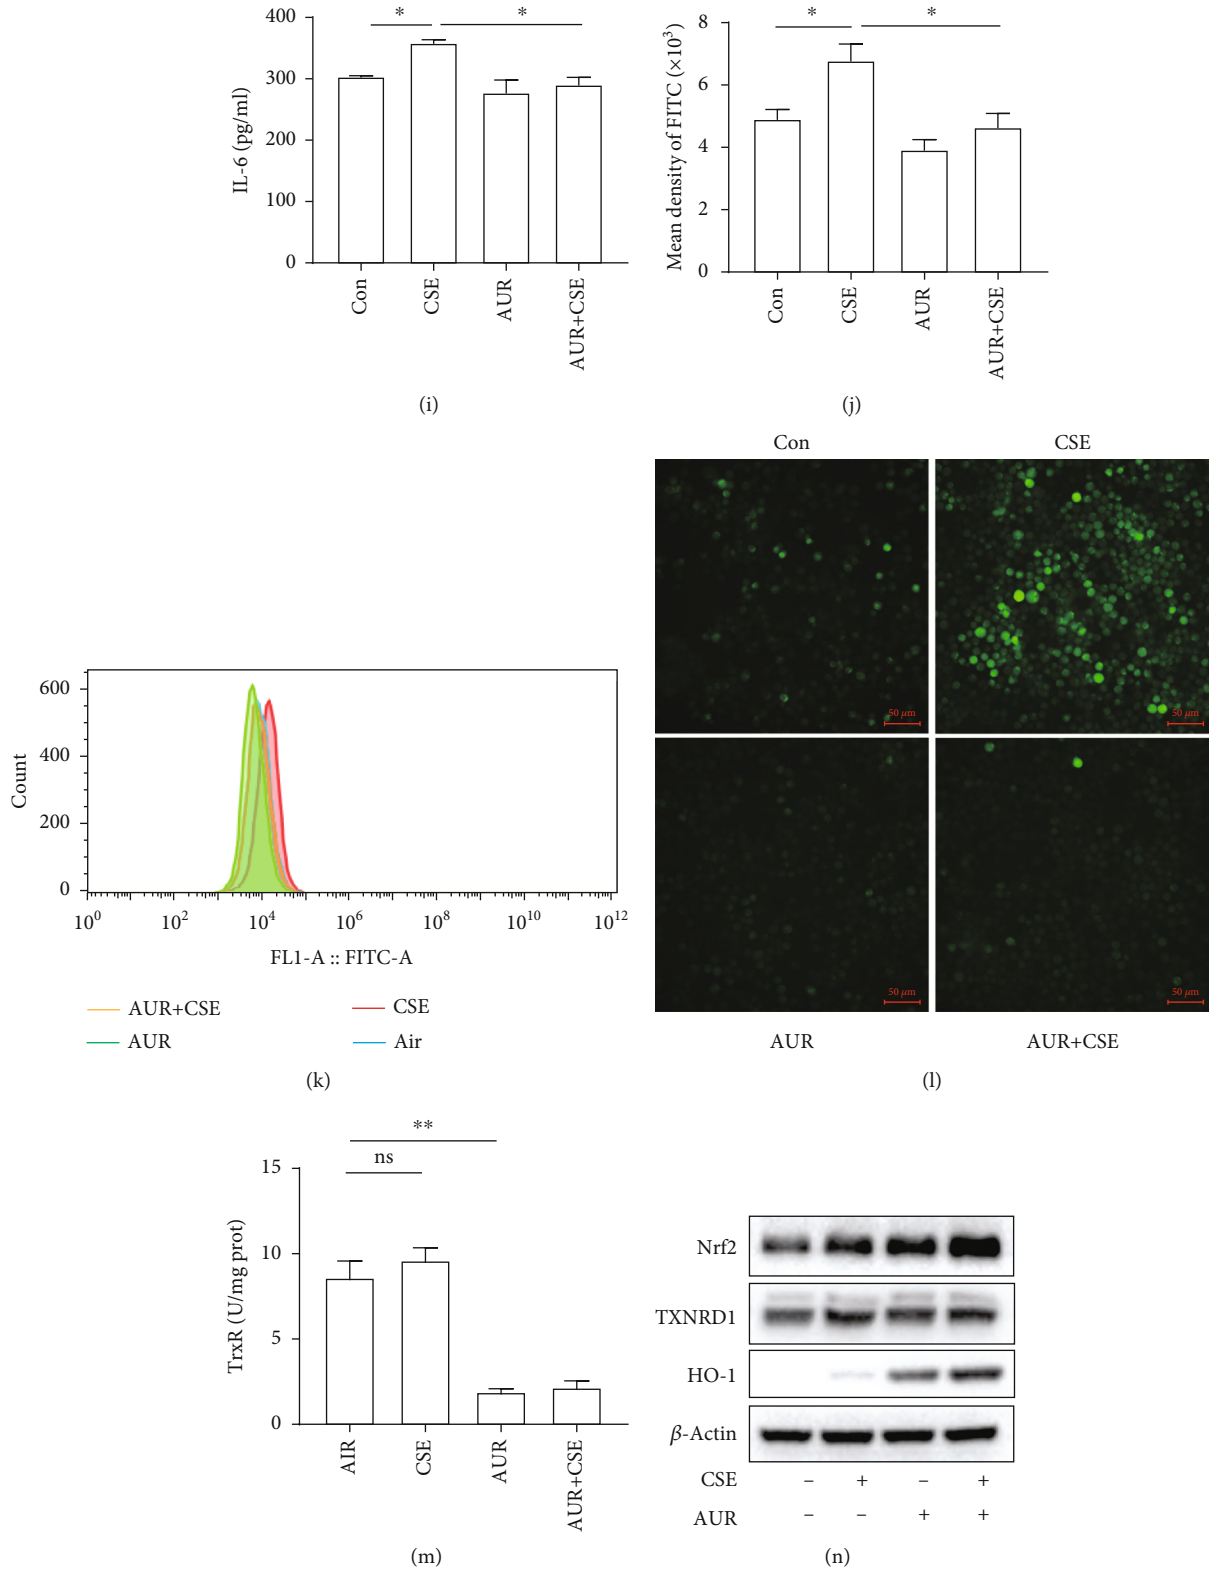 * *
400
300
200
100
0
IL-6 (pg/ml)
Con
CSE
AUR
AUR+CSE
(i)
* *
8
6
4
2
0
Mean density of FITC (×10³)
Con
CSE
AUR
AUR+CSE
(j)
600
400
200
0
Count
10⁰ 10² 10⁴ 10⁶ 10⁸ 10¹⁰ 10¹²
FL1-A :: FITC-A
AUR+CSE CSE
AUR Air
(k)
Con CSE
50 μm 50 μm
50 μm 50 μm
AUR AUR+CSE
(l)
**
ns
15
10
5
0
TrxR (U/mg prot)
AIR
CSE
AUR
AUR+CSE
(m)
Nrf2
TXNRD1
HO-1
β-Actin
CSE – + – +
AUR – – + +
(n)